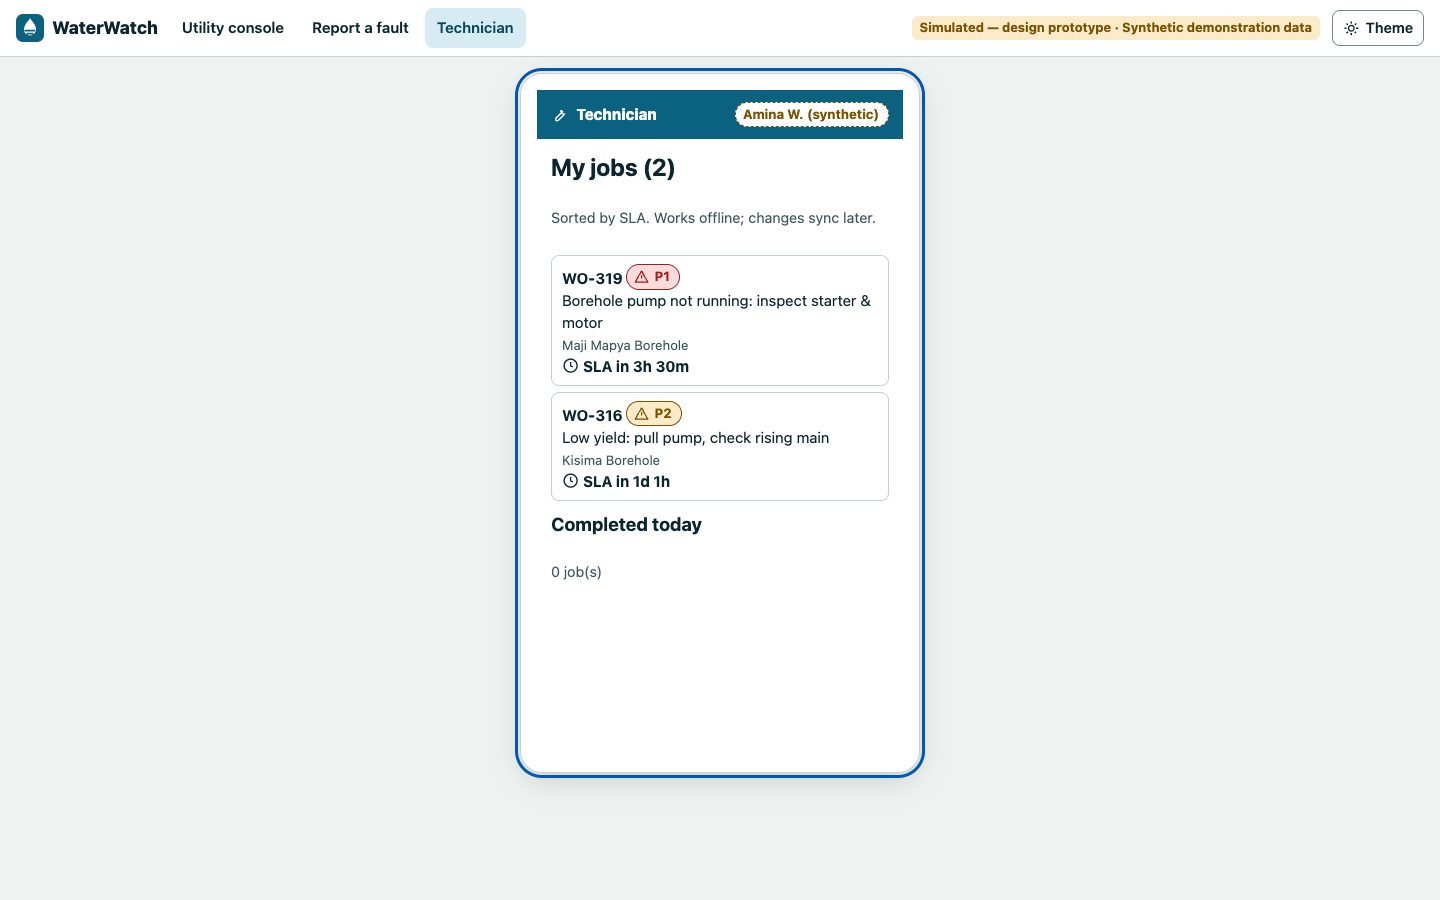 WaterWatch
Utility console
Report a fault
Technician
Simulated — design prototype · Synthetic demonstration data
Theme
Technician
Amina W. (synthetic)
My jobs (2)
Sorted by SLA. Works offline; changes sync later.
WO-319 P1
Borehole pump not running: inspect starter &
motor
Maji Mapya Borehole
SLA in 3h 30m
WO-316 P2
Low yield: pull pump, check rising main
Kisima Borehole
SLA in 1d 1h
Completed today
0 job(s)